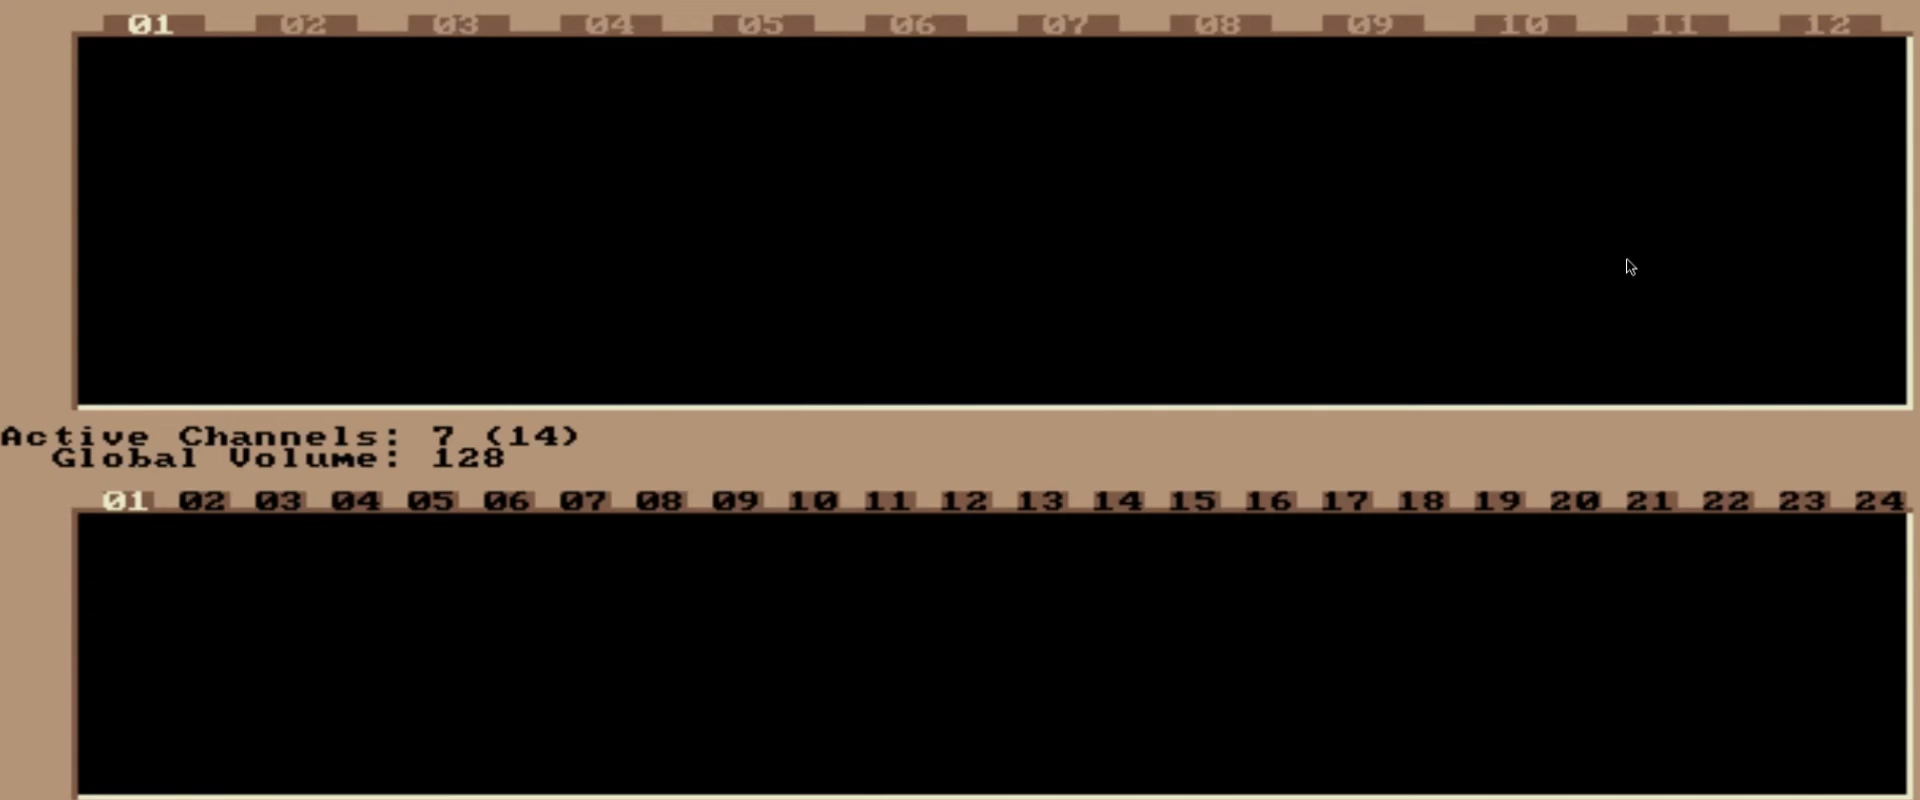 01 02 03 04 05 06 07 08 09 10 11 12
Active Channels: 7 (14)
Global Volume: 128
01 02 03 04 05 06 07 08 09 10 11 12 13 14 15 16 17 18 19 20 21 22 23 24